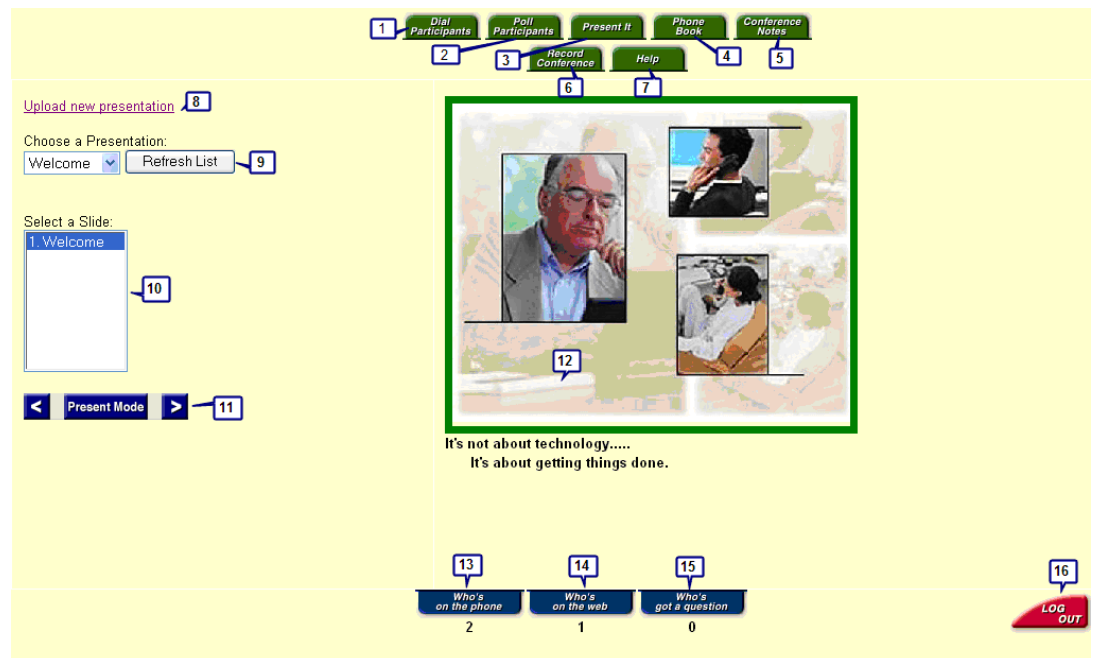 1
Dial
Participants
Poll
Participants
Present It
Phone
Book
Conference
Notes
2
3
Record
Conference
Help
4
5
6
7
Upload new presentation
8
Choose a Presentation:
Welcome
Refresh List
9
Select a Slide:
1. Welcome
10
< Present Mode >
11
12
It's not about technology.....
It's about getting things done.
13
14
15
16
Who's
on the phone
Who's
on the web
Who's
got a question
2
1
0
LOG
OUT